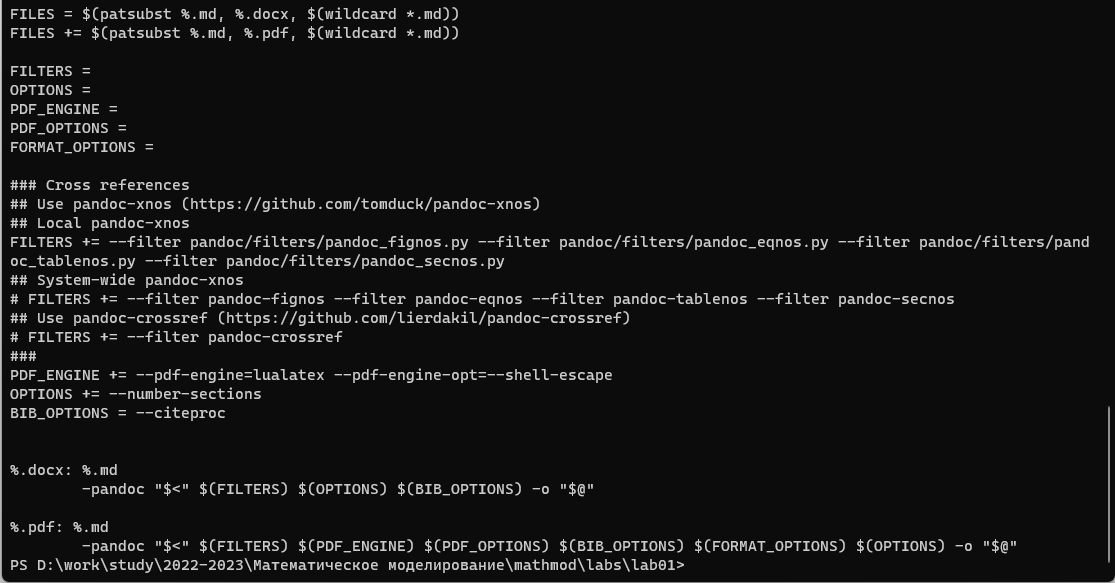 FILES = $(patsubst %.md, %.docx, $(wildcard *.md))
FILES += $(patsubst %.md, %.pdf, $(wildcard *.md))
FILTERS =
OPTIONS =
PDF_ENGINE =
PDF_OPTIONS =
FORMAT_OPTIONS =
### Cross references
## Use pandoc-xnos (https://github.com/tomduck/pandoc-xnos)
## Local pandoc-xnos
FILTERS += --filter pandoc/filters/pandoc_fignos.py --filter pandoc/filters/pandoc_eqnos.py --filter pandoc/filters/pand
oc_tablenos.py --filter pandoc/filters/pandoc_secnos.py
## System-wide pandoc-xnos
# FILTERS += --filter pandoc-fignos --filter pandoc-eqnos --filter pandoc-tablenos --filter pandoc-secnos
## Use pandoc-crossref (https://github.com/lierdakil/pandoc-crossref)
# FILTERS += --filter pandoc-crossref
###
PDF_ENGINE += --pdf-engine=lualatex --pdf-engine-opt=--shell-escape
OPTIONS += --number-sections
BIB_OPTIONS = --citeproc
%.docx: %.md
-pandoc "$<" $(FILTERS) $(OPTIONS) $(BIB_OPTIONS) -o "$@"
%.pdf: %.md
-pandoc "$<" $(FILTERS) $(PDF_ENGINE) $(PDF_OPTIONS) $(BIB_OPTIONS) $(FORMAT_OPTIONS) $(OPTIONS) -o "$@"
PS D:\work\study\2022-2023\Математическое моделирование\mathmod\labs\lab01>